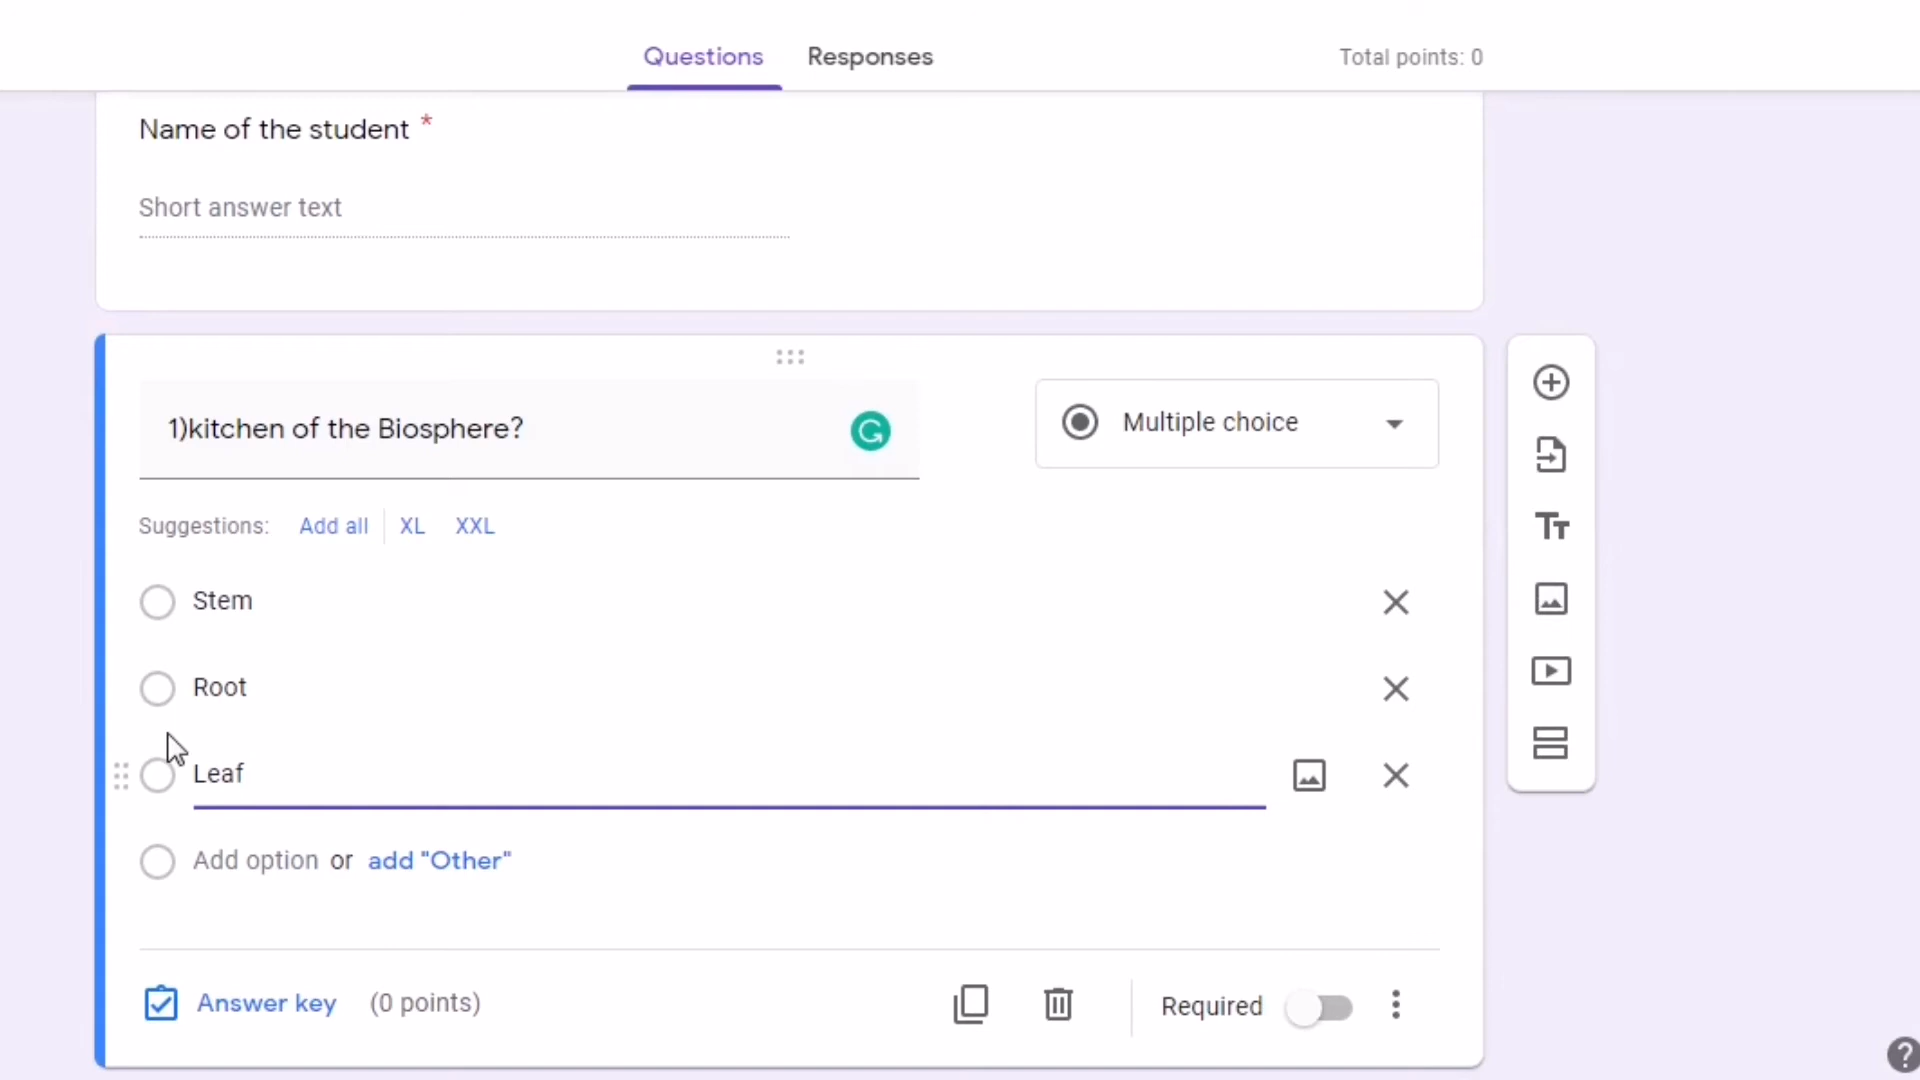 Questions
Responses
Total points: 0
Name of the student *
Short answer text
1)kitchen of the Biosphere?
Multiple choice
Suggestions: Add all XL XXL
Stem
Root
Leaf
Add option or add "Other"
Answer key (0 points)
Required